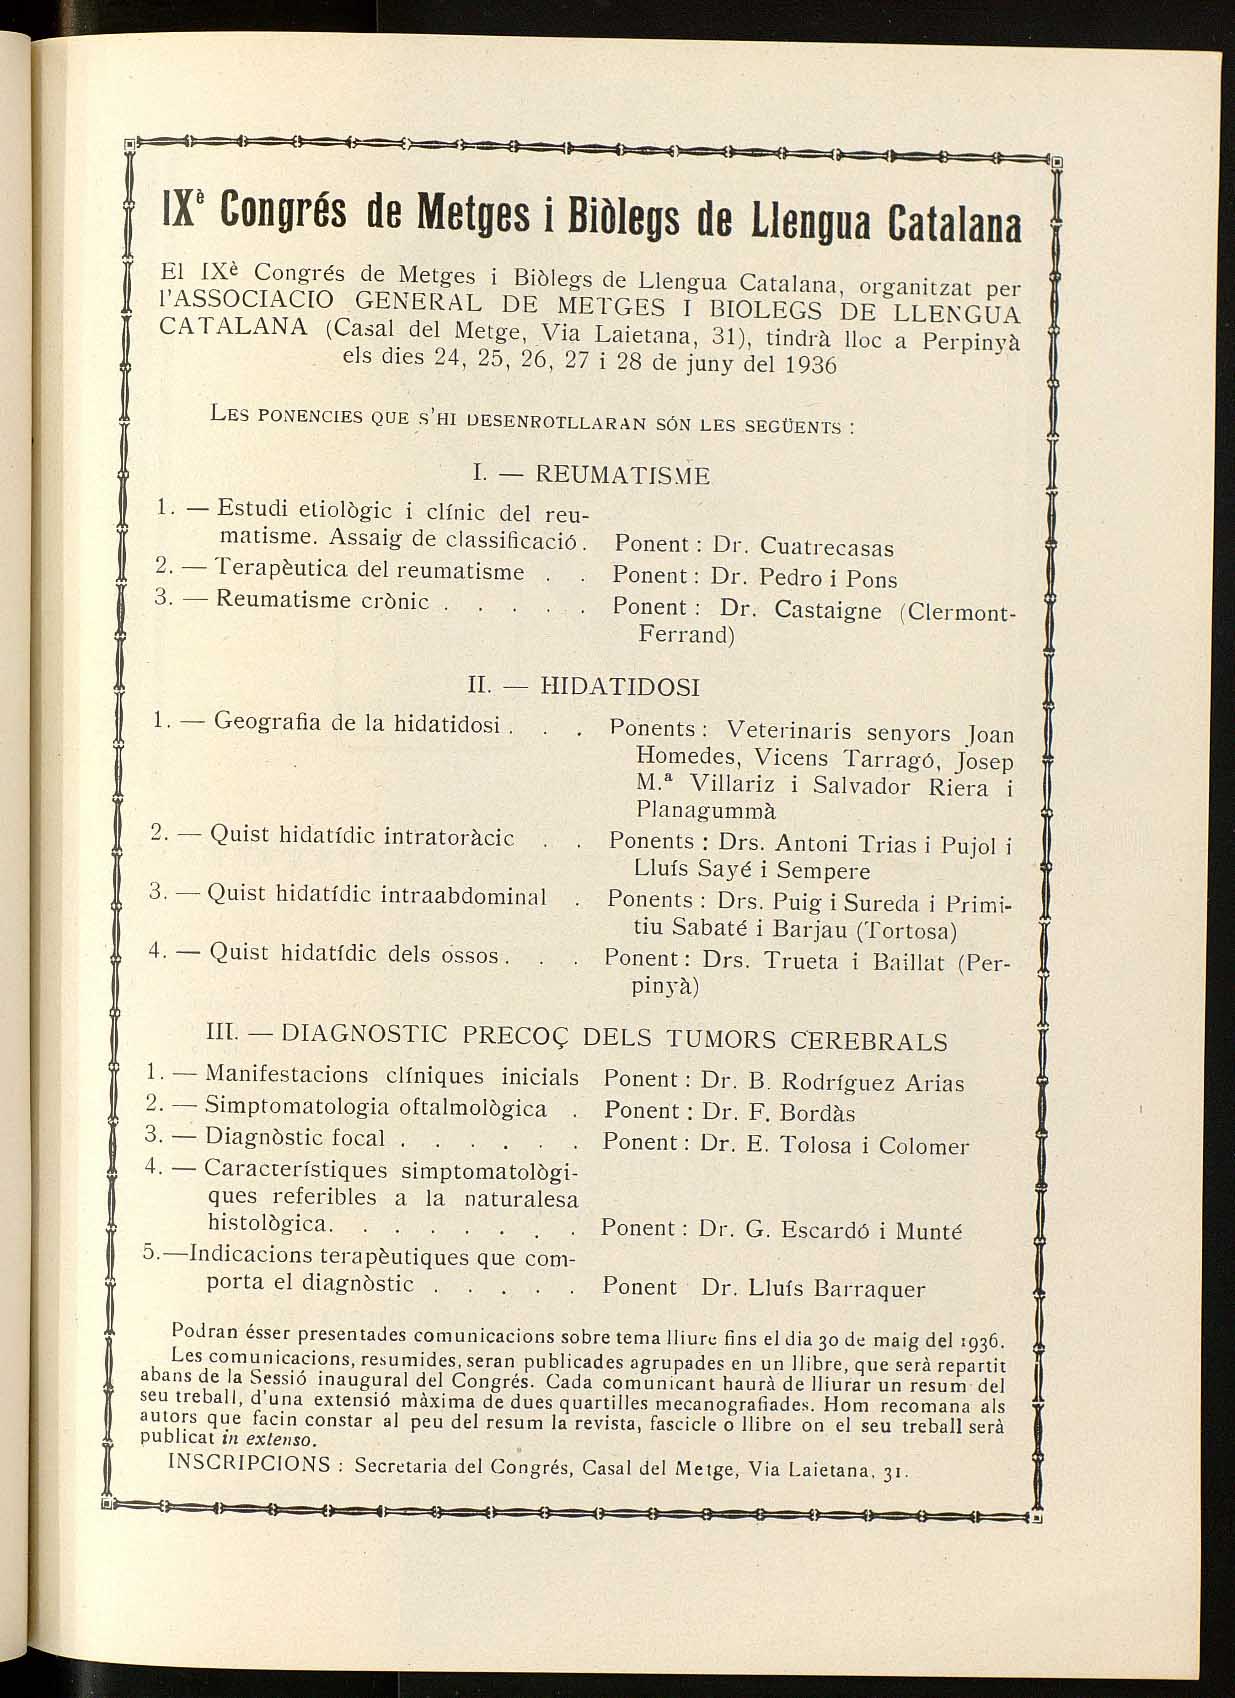 IXè Congrés de Metges i Biòlegs de Llengua Catalana
El IXè Congrés de Metges i Biòlegs de Llengua Catalana, organitzat per
l'ASSOCIACIO GENERAL DE METGES I BIOLEGS DE LLENGUA
CATALANA (Casal del Metge, Via Laietana, 31), tindrà lloc a Perpinyà
els dies 24, 25, 26, 27 i 28 de juny del 1936
LES PONENCIES QUE S'HI DESENROTLLARAN SÓN LES SEGÜENTS :
I. — REUMATISME
1. — Estudi etiològic i clínic del reu-
matisme. Assaig de classificació. Ponent : Dr. Cuatrecasas
2. — Terapèutica del reumatisme . . Ponent : Dr. Pedro i Pons
3. — Reumatisme crònic . . . . . Ponent : Dr. Castaigne (Clermont-
Ferrand)
II. — HIDATIDOSI
1. — Geografia de la hidatidosi . . . Ponents : Veterinaris senyors Joan
Homedes, Vicens Tarragó, Josep
M.ª Villariz i Salvador Riera i
Planagummà
2. — Quist hidatídic intratoràcic . . Ponents : Drs. Antoni Trias i Pujol i
Lluís Sayé i Sempere
3. — Quist hidatídic intraabdominal . Ponents : Drs. Puig i Sureda i Primi-
tiu Sabaté i Barjau (Tortosa)
4. — Quist hidatídic dels ossos . . . Ponent : Drs. Trueta i Baillat (Per-
pinyà)
III. — DIAGNOSTIC PRECOÇ DELS TUMORS CEREBRALS
1. — Manifestacions clíniques inicials Ponent : Dr. B. Rodríguez Arias
2. — Simptomatologia oftalmològica . Ponent : Dr. F. Bordàs
3. — Diagnòstic focal . . . . . . Ponent : Dr. E. Tolosa i Colomer
4. — Característiques simptomatològi-
ques referibles a la naturalesa
histològica. . . . . . . . Ponent : Dr. G. Escardó i Munté
5.—Indicacions terapèutiques que com-
porta el diagnòstic . . . . . Ponent Dr. Lluís Barraquer
Podran ésser presentades comunicacions sobre tema lliure fins el dia 30 de maig del 1936.
Les comunicacions, resumides, seran publicades agrupades en un llibre, que serà repartit
abans de la Sessió inaugural del Congrés. Cada comunicant haurà de lliurar un resum del
seu treball, d'una extensió màxima de dues quartilles mecanografiades. Hom recomana als
autors que facin constar al peu del resum la revista, fascicle o llibre on el seu treball serà
publicat in extenso.
INSCRIPCIONS : Secretaria del Congrés, Casal del Metge, Via Laietana, 31.